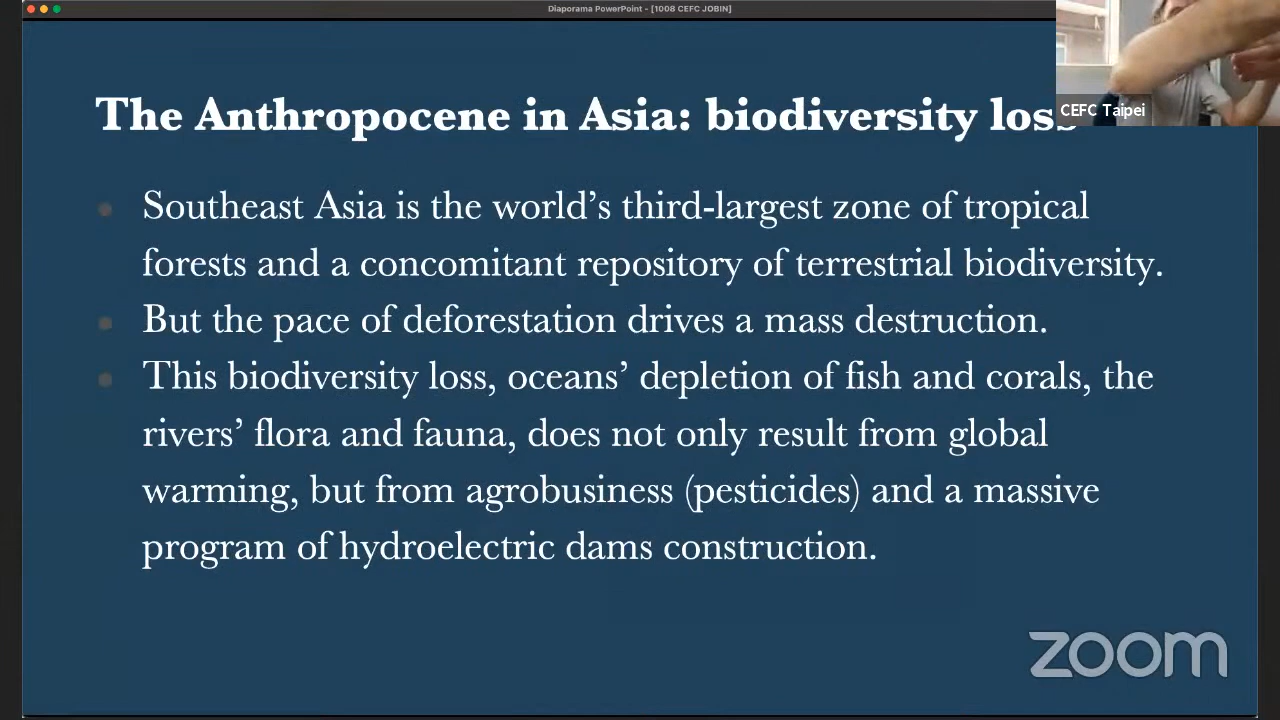 Diaporama PowerPoint - [1008 CEFC JOBIN]
CEFC Taipei
The Anthropocene in Asia: biodiversity loss
Southeast Asia is the world’s third-largest zone of tropical
forests and a concomitant repository of terrestrial biodiversity.
But the pace of deforestation drives a mass destruction.
This biodiversity loss, oceans’ depletion of fish and corals, the
rivers’ flora and fauna, does not only result from global
warming, but from agrobusiness (pesticides) and a massive
program of hydroelectric dams construction.
zoom